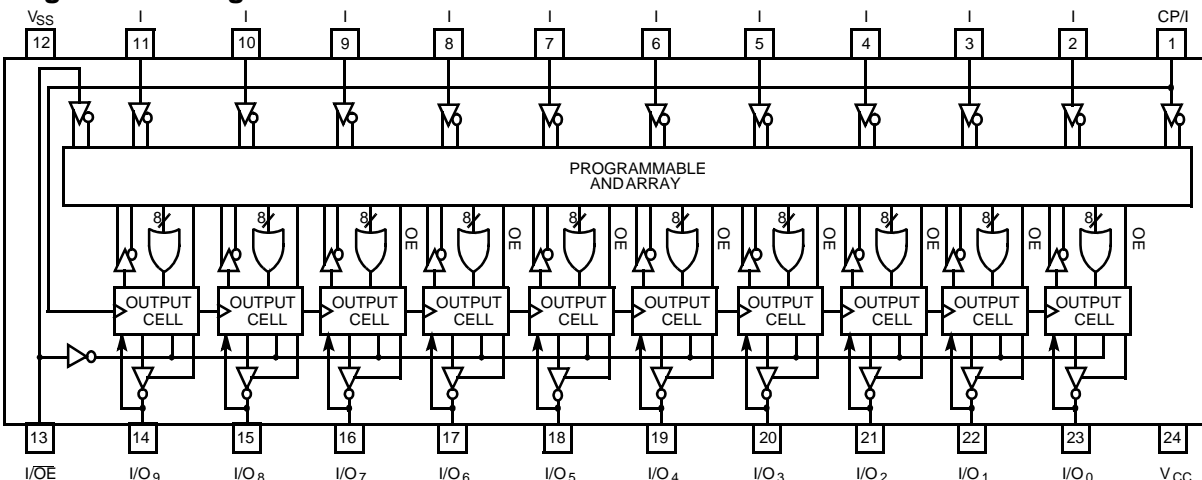 V_SS I I I I I I I I I I CP/I
12 11 10 9 8 7 6 5 4 3 2 1
PROGRAMMABLE
AND ARRAY
8 8 8 8 8 8 8 8 8 8
OE OE OE OE OE OE OE OE
OUTPUT OUTPUT OUTPUT OUTPUT OUTPUT OUTPUT OUTPUT OUTPUT OUTPUT OUTPUT
CELL CELL CELL CELL CELL CELL CELL CELL CELL CELL
13 14 15 16 17 18 19 20 21 22 23 24
I/O̅E̅ I/O₉ I/O₈ I/O₇ I/O₆ I/O₅ I/O₄ I/O₃ I/O₂ I/O₁ I/O₀ V_CC